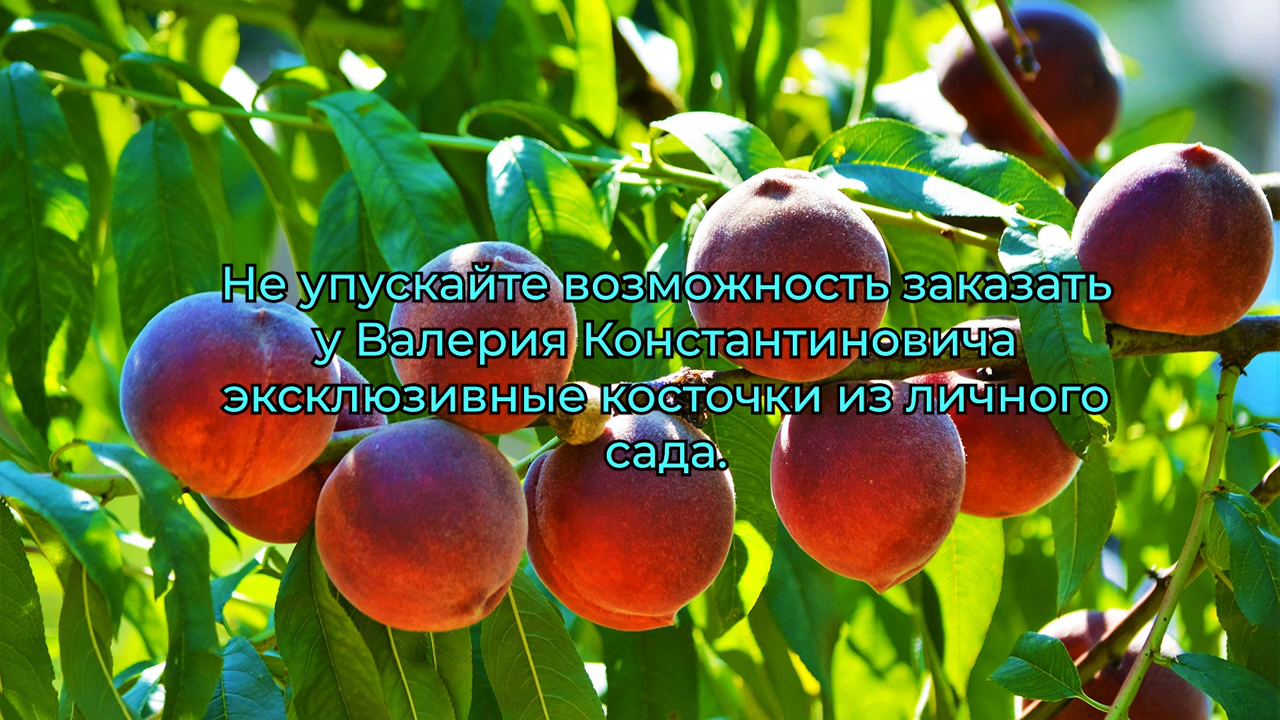 Не упускайте возможность заказать
у Валерия Константиновича
эксклюзивные косточки из личного
сада.